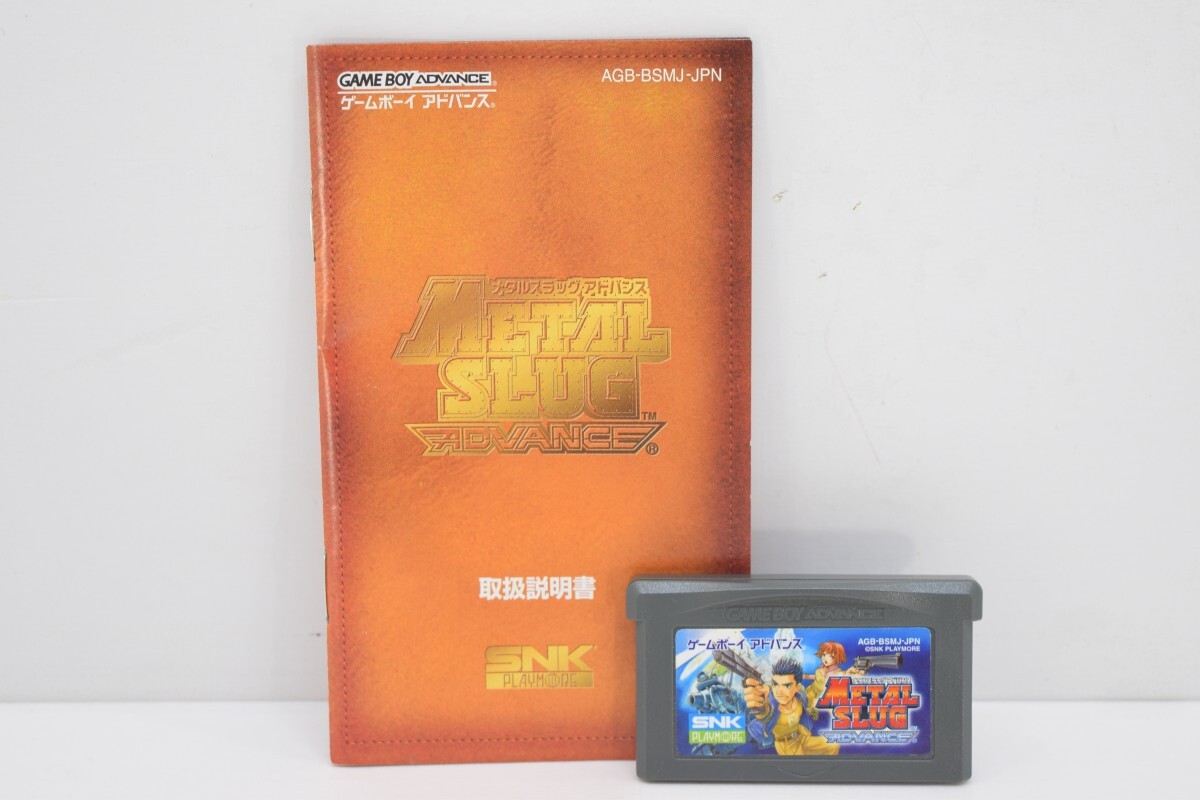 GAME BOY ADVANCE
ゲームボーイ アドバンス
AGB-BSMJ-JPN
メタルスラッグ アドバンス
METAL
SLUG™
ADVANCE®
取扱説明書
SNK
PLAYMORE
GAME BOY ADVANCE
ゲームボーイ アドバンス
AGB-BSMJ-JPN
©SNK PLAYMORE
METAL
SLUG
ADVANCE
SNK
PLAYMORE